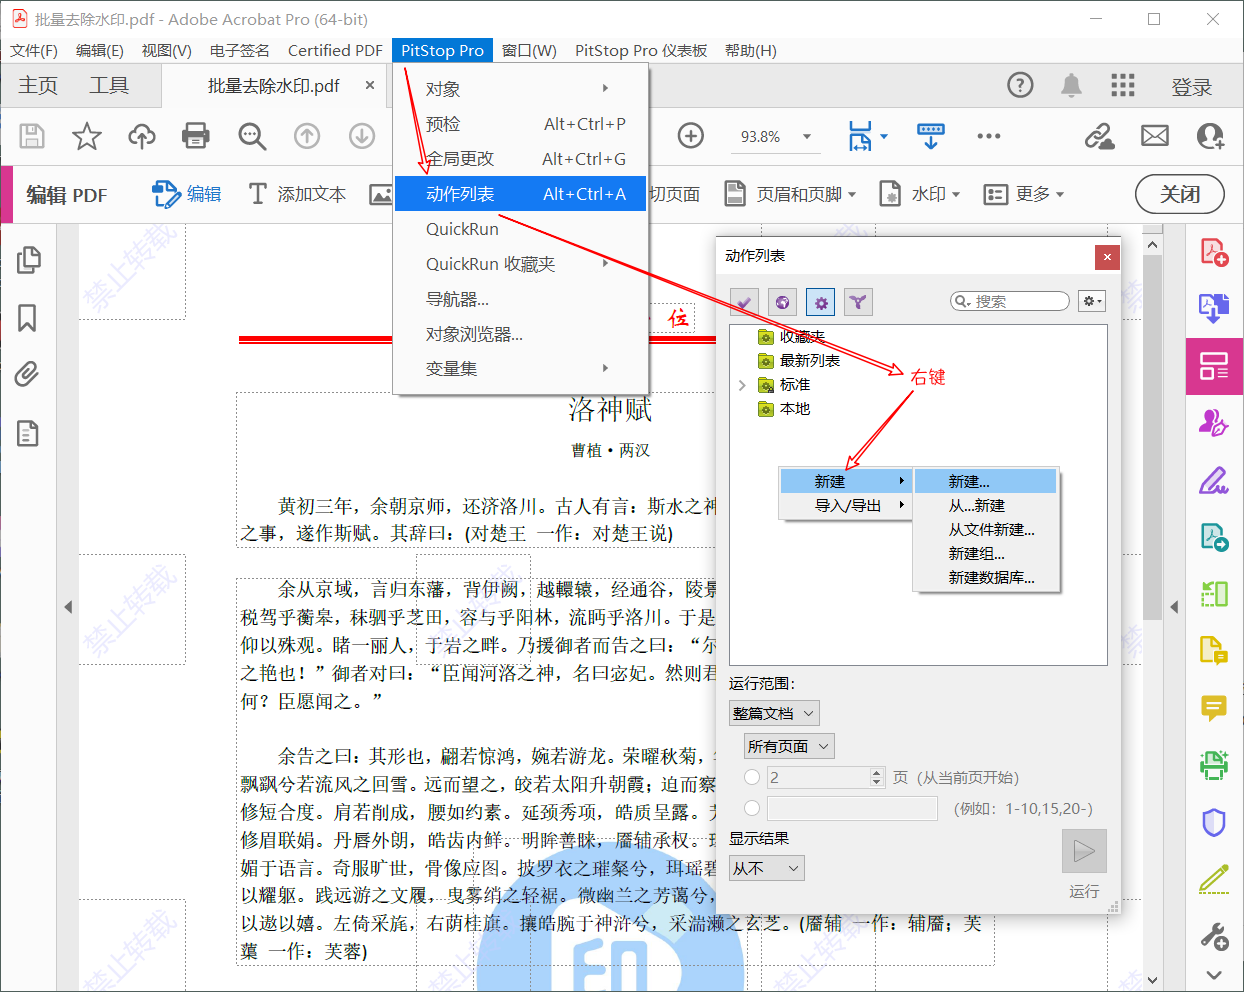 批量去除水印.pdf - Adobe Acrobat Pro (64-bit)
文件(F) 编辑(E) 视图(V) 电子签名 Certified PDF PitStop Pro 窗口(W) PitStop Pro 仪表板 帮助(H)
主页 工具 批量去除水印.pdf × 登录
93.8%
编辑 PDF 编辑 添加文本 切页面 页眉和页脚 水印 更多 关闭
对象
预检 Alt+Ctrl+P
全局更改 Alt+Ctrl+G
动作列表 Alt+Ctrl+A
QuickRun
QuickRun 收藏夹
导航器...
对象浏览器...
变量集
动作列表
搜索
收藏夹
最新列表
标准
本地
右键
新建
导入/导出
新建...
从...新建
从文件新建...
新建组...
新建数据库...
运行范围:
整篇文档
所有页面
2 页 (从当前页开始)
(例如: 1-10,15,20-)
显示结果
从不
运行
禁止转载
位
洛神赋
曹植·两汉
黄初三年，余朝京师，还济洛川。古人有言：斯水之神
之事，遂作斯赋。其辞曰：(对楚王 一作：对楚王说)
余从京域，言归东藩，背伊阙，越轘辕，经通谷，陵景
税驾乎蘅皋，秣驷乎芝田，容与乎阳林，流眄乎洛川。于是
仰以殊观。睹一丽人，于岩之畔。乃援御者而告之曰：“尔
之艳也！”御者对曰：“臣闻河洛之神，名曰宓妃。然则君
何？臣愿闻之。”
余告之曰：其形也，翩若惊鸿，婉若游龙。荣曜秋菊，
飘飖兮若流风之回雪。远而望之，皎若太阳升朝霞；迫而察
修短合度。肩若削成，腰如约素。延颈秀项，皓质呈露。
修眉联娟。丹唇外朗，皓齿内鲜。明眸善睐，靥辅承权。
媚于语言。奇服旷世，骨像应图。披罗衣之璀粲兮，珥瑶碧
以耀躯。践远游之文履，曳雾绡之轻裾。微幽兰之芳蔼兮，
以遨以嬉。左倚采旄，右荫桂旗。攘皓腕于神浒兮，采湍濑之玄芝。(靥辅 一作：辅靥；芙
蕖 一作：芙蓉)
禁止转载
禁止转载
禁止转载